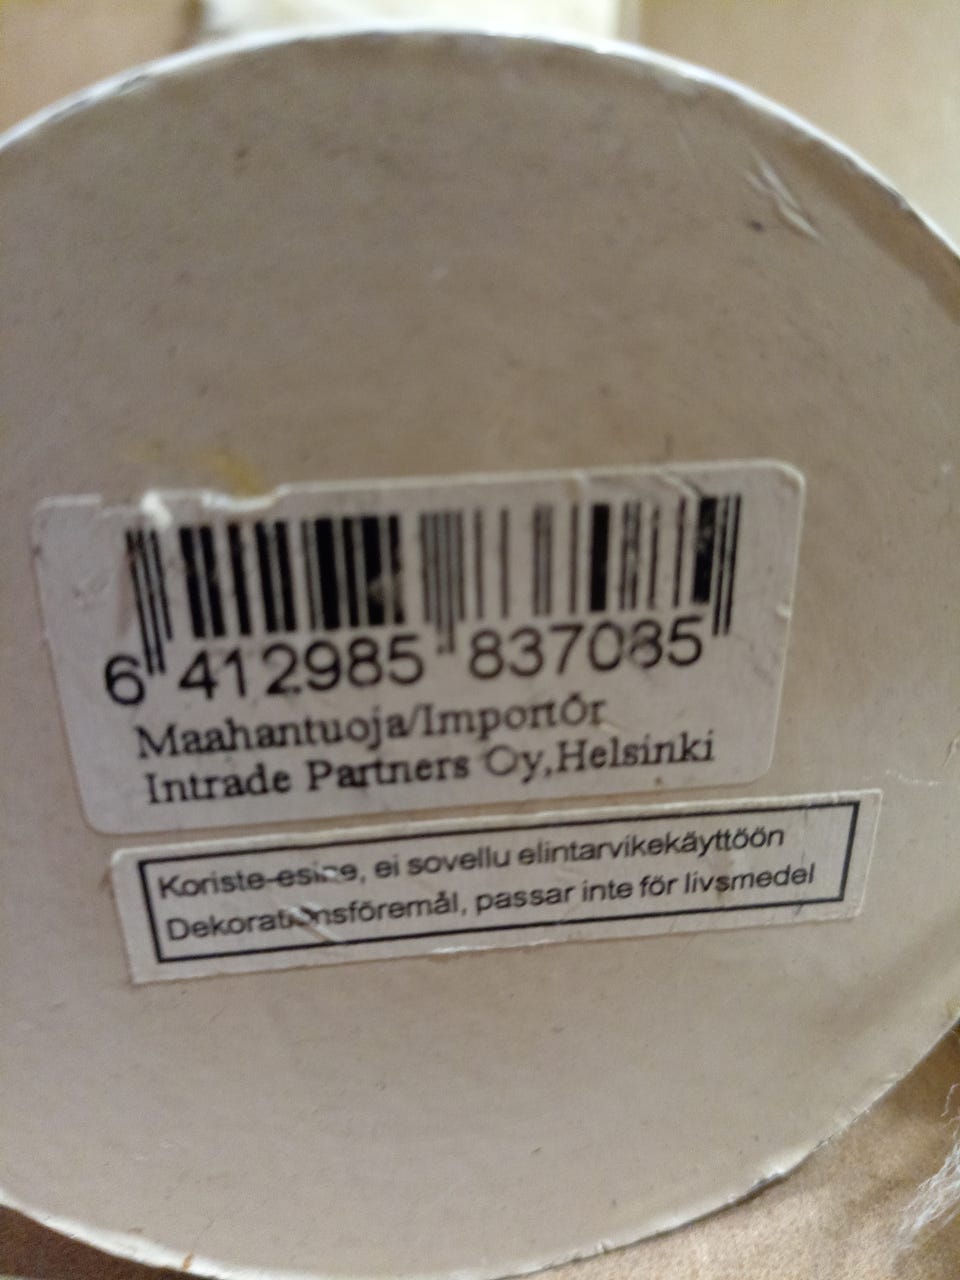 6 412985 837085
Maahantuoja/Importör
Intrade Partners Oy,Helsinki
Koriste-esine, ei sovellu elintarvikekäyttöön
Dekorationsföremål, passar inte för livsmedel